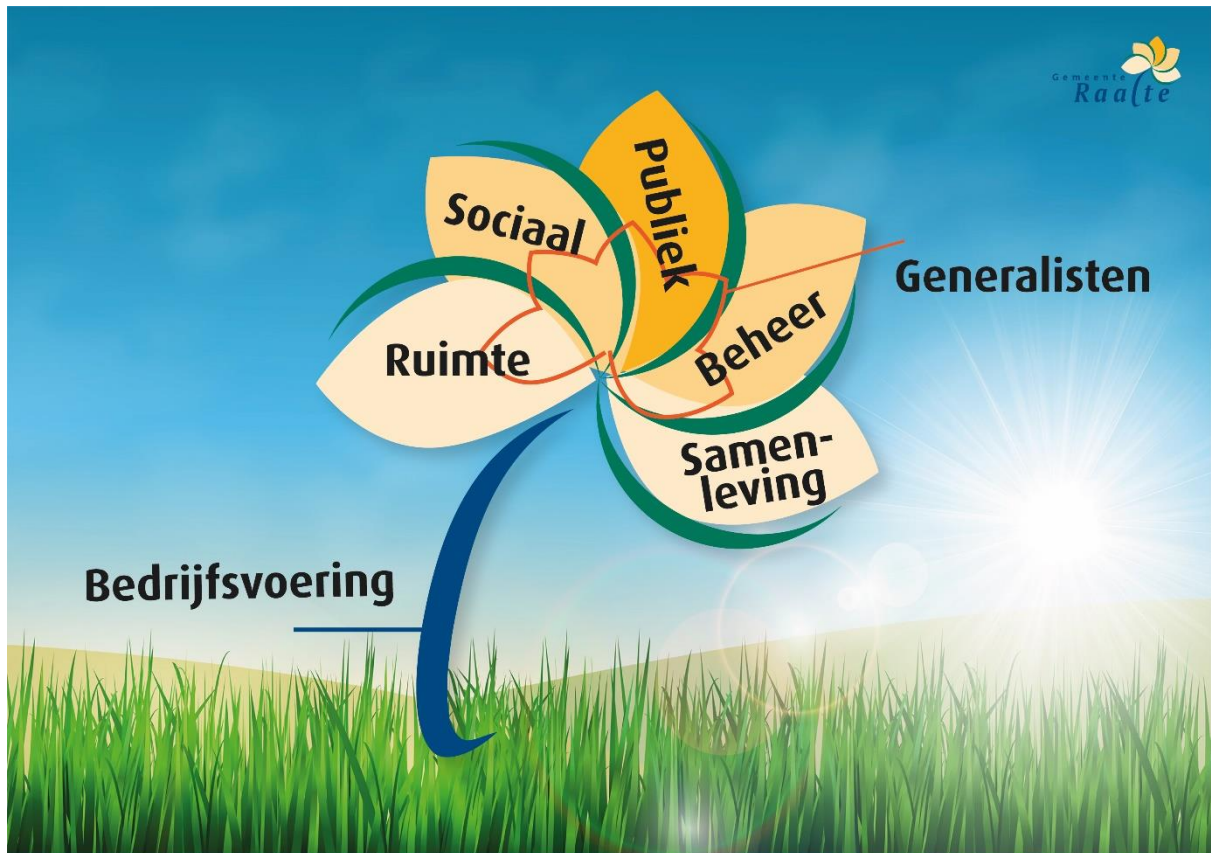 Gemeente
Raalte
Publiek
Sociaal
Generalisten
Beheer
Ruimte
Samen-
leving
Bedrijfsvoering